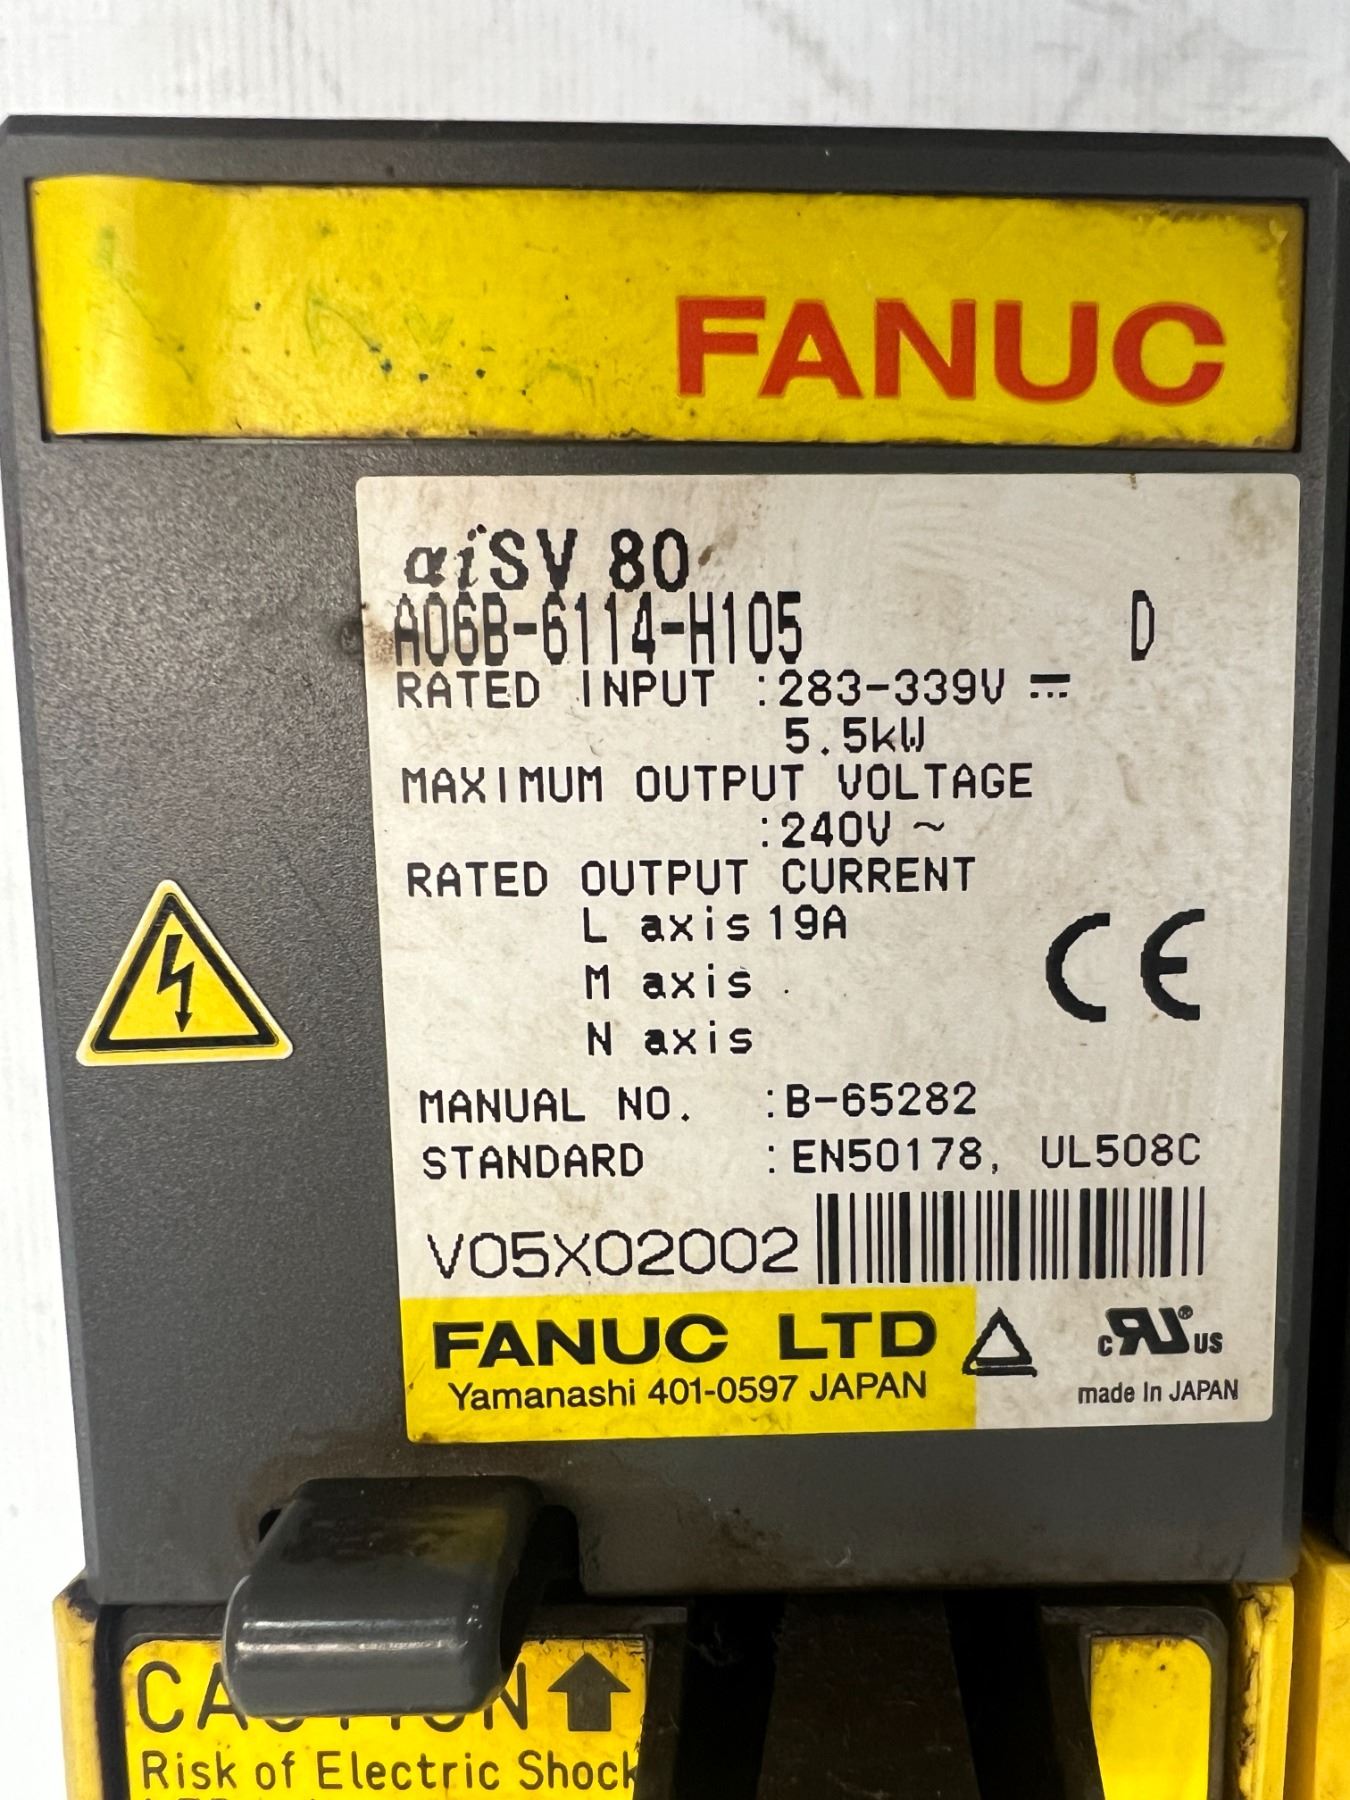 FANUC
αiSV 80
A06B-6114-H105 D
RATED INPUT :283-339V ⎓
5.5kW
MAXIMUM OUTPUT VOLTAGE
:240V ~
RATED OUTPUT CURRENT
L axis 19A
M axis
N axis
CE
MANUAL NO. :B-65282
STANDARD :EN50178, UL508C
V05X02002
FANUC LTD
Yamanashi 401-0597 JAPAN
c RU ® US
made In JAPAN
CAUTION
Risk of Electric Shock